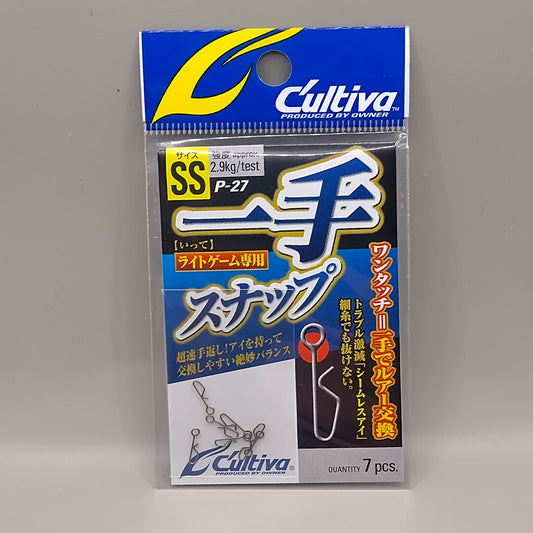 C'ultiva™
PRODUCED BY OWNER
サイズ
SS
強度 approx.
2.9kg/test
P-27
一手
【いって】
ライトゲーム専用
スナップ
ワンタッチ=一手でルアー交換
トラブル激減「シームレスアイ」
細糸でも抜けない。
超速手返し!アイを持って
交換しやすい絶妙バランス
C'ultiva®
PRODUCED BY OWNER
QUANTITY 7 pcs.